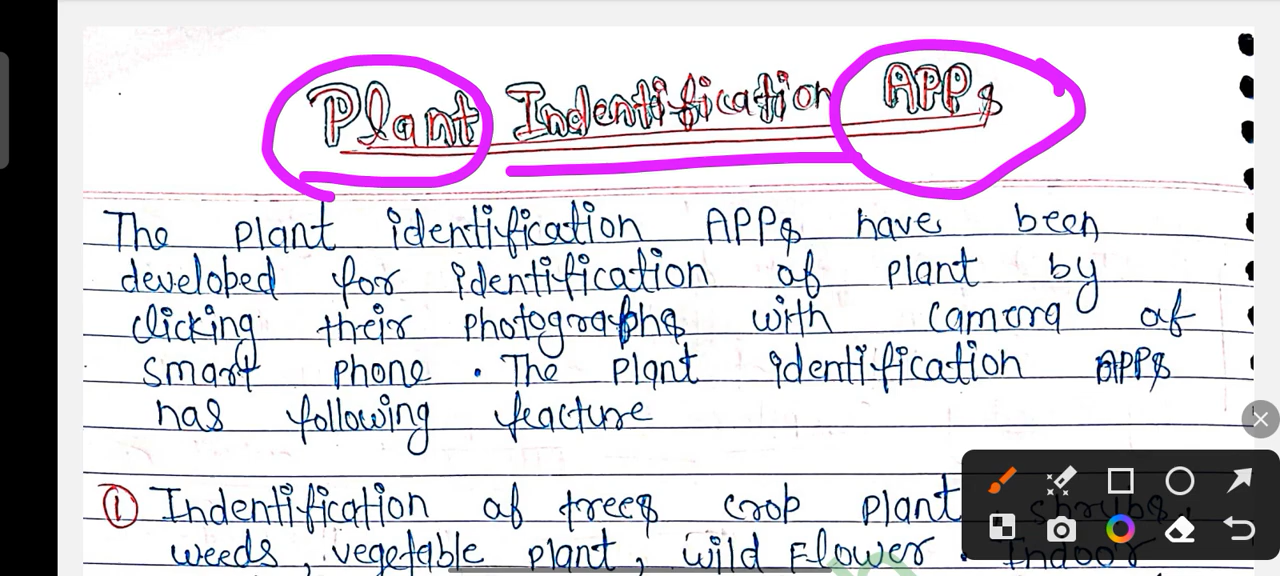 Plant Indentification APPs
The plant identification APPs have been
developed for identification of plant by
clicking their photographs with camera of
smart phone . The plant identification APPs
has following feacture
① Indentification of trees crop plant, shrubs,
weeds, vegetable plant, wild Flower . Indoor